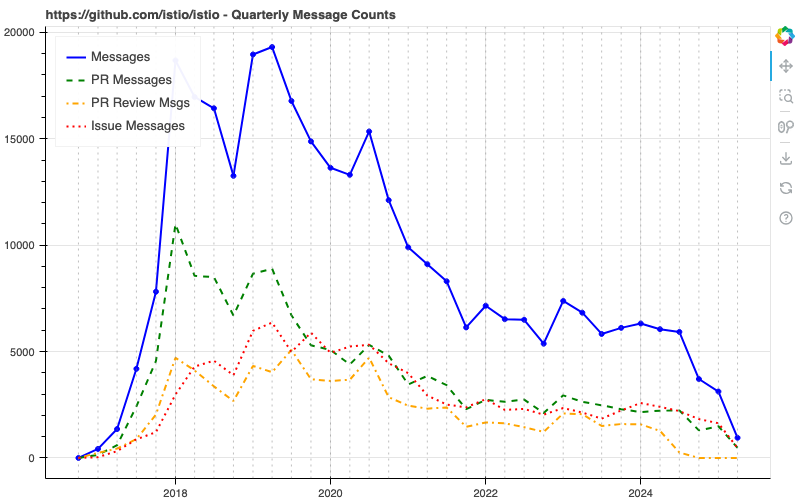 https://github.com/istio/istio - Quarterly Message Counts
20000
15000
10000
5000
0
Messages
PR Messages
PR Review Msgs
Issue Messages
2018
2020
2022
2024